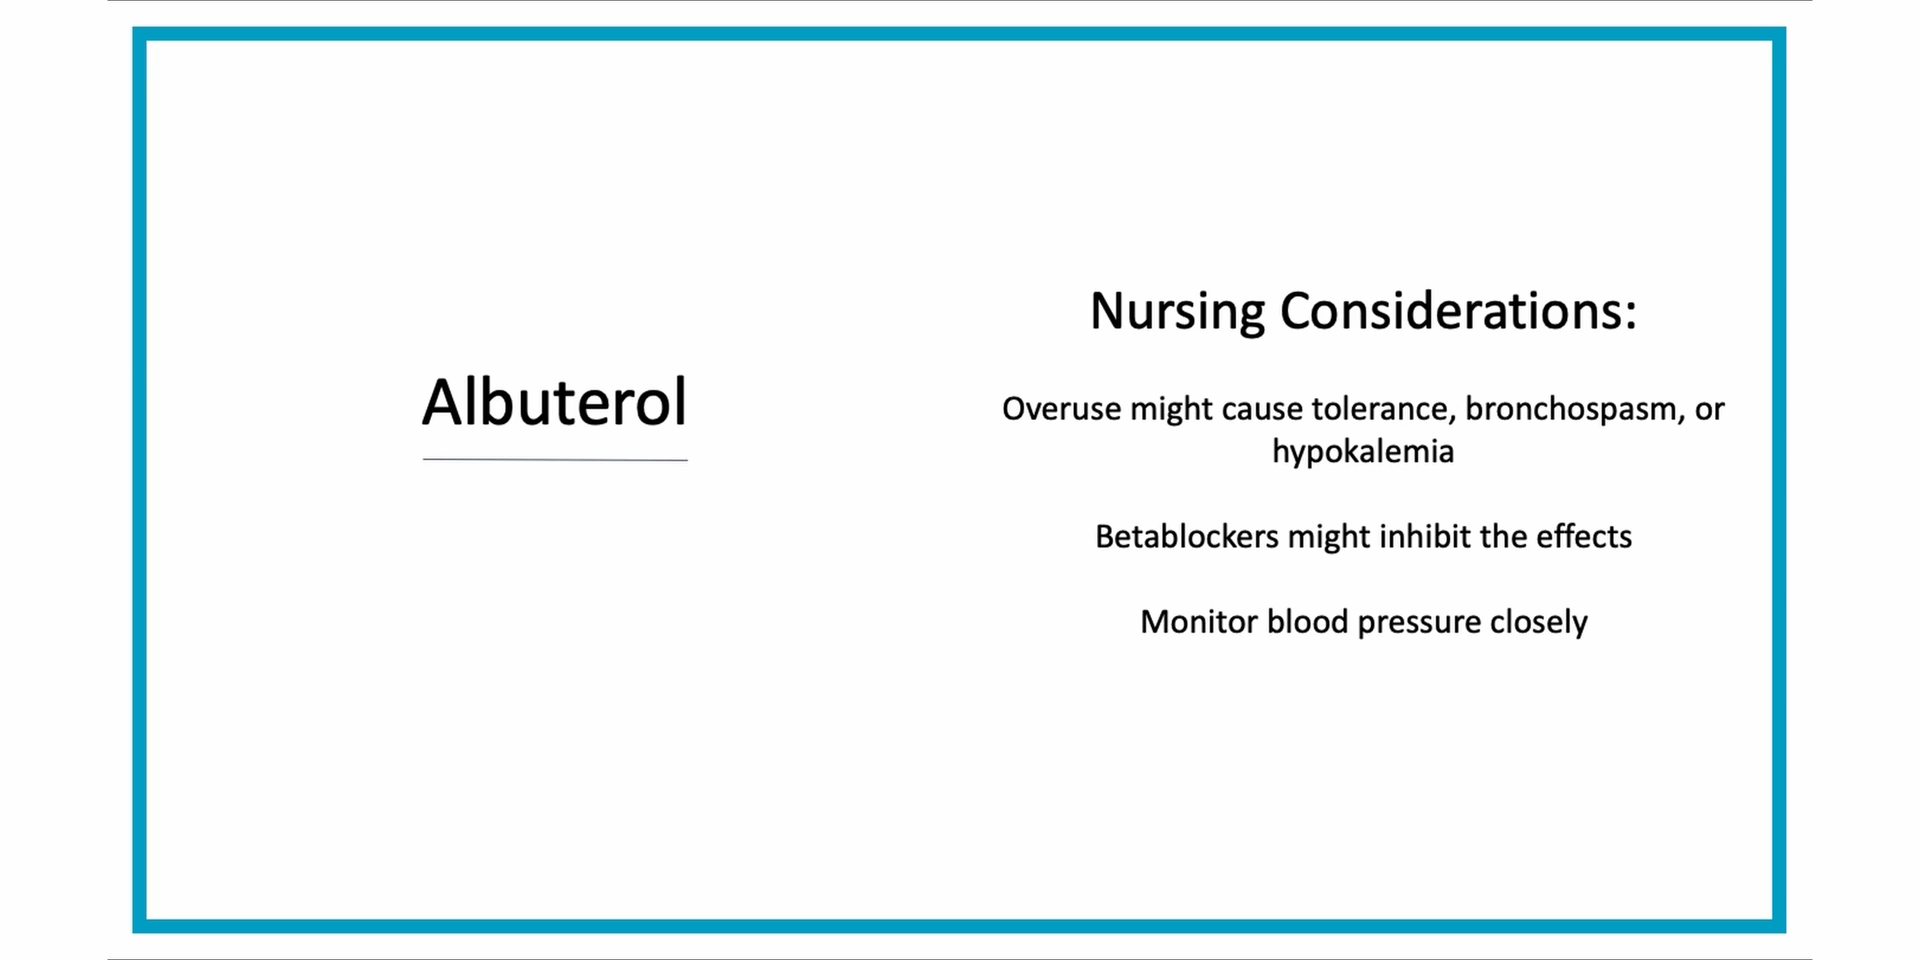 Albuterol
Nursing Considerations:
Overuse might cause tolerance, bronchospasm, or
hypokalemia
Betablockers might inhibit the effects
Monitor blood pressure closely